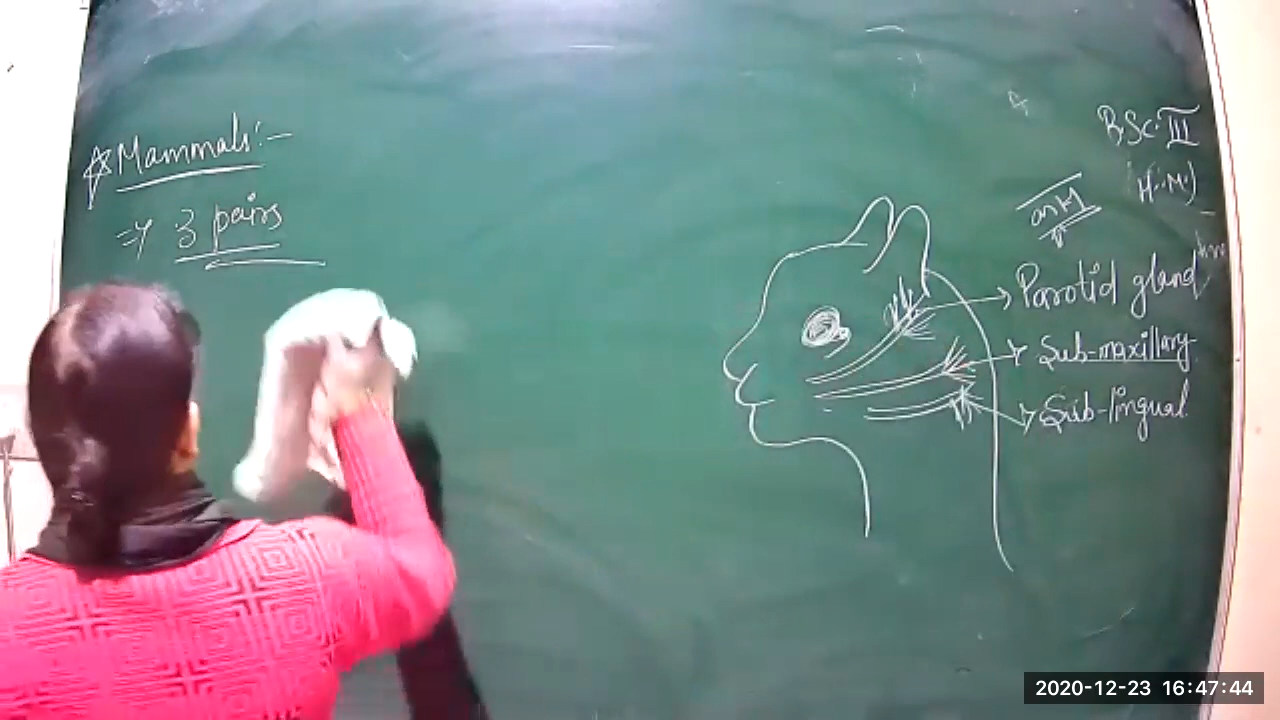 ☆ Mammals:-
⇒ 3 pairs
B.Sc. III
(H..M.)
Parotid gland
Sub-maxillary
Sub-lingual
2020-12-23 16:47:44